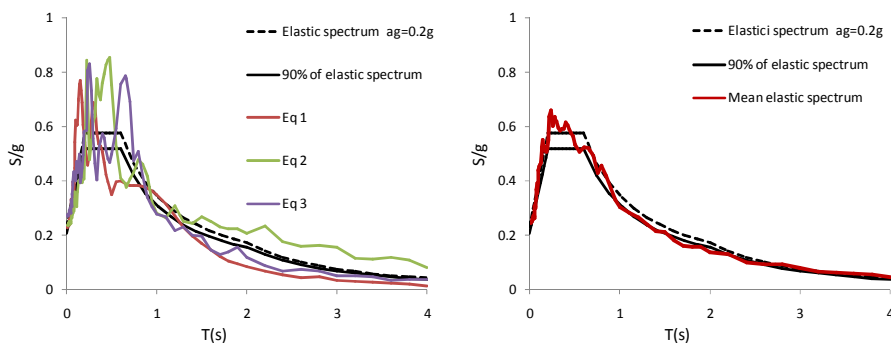 1
0.8
0.6
0.4
0.2
0
S/g
0 1 2 3 4
T(s)
Elastic spectrum ag=0.2g
90% of elastic spectrum
Eq 1
Eq 2
Eq 3
1
0.8
0.6
0.4
0.2
0
S/g
0 1 2 3 4
T(s)
Elastici spectrum ag=0.2g
90% of elastic spectrum
Mean elastic spectrum